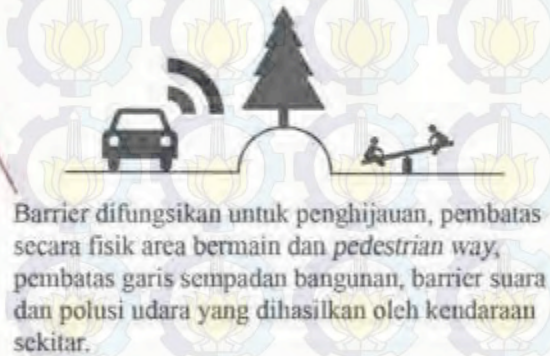 Barrier difungsikan untuk penghijauan, pembatas
secara fisik area bermain dan pedestrian way,
pembatas garis sempadan bangunan, barrier suara
dan polusi udara yang dihasilkan oleh kendaraan
sekitar.